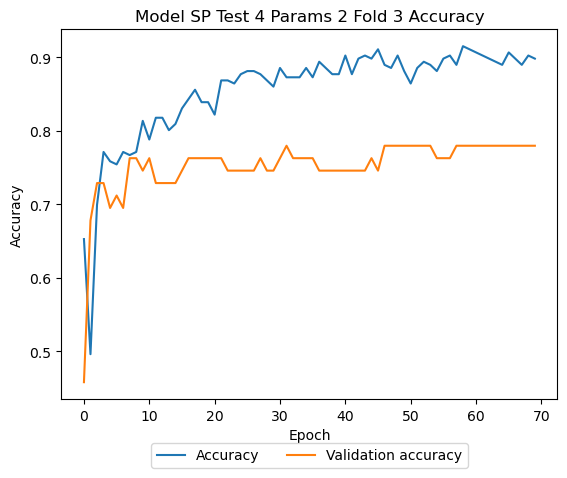 Model SP Test 4 Params 2 Fold 3 Accuracy
0.9
0.8
0.7
0.6
0.5
Accuracy
0 10 20 30 40 50 60 70
Epoch
Accuracy Validation accuracy